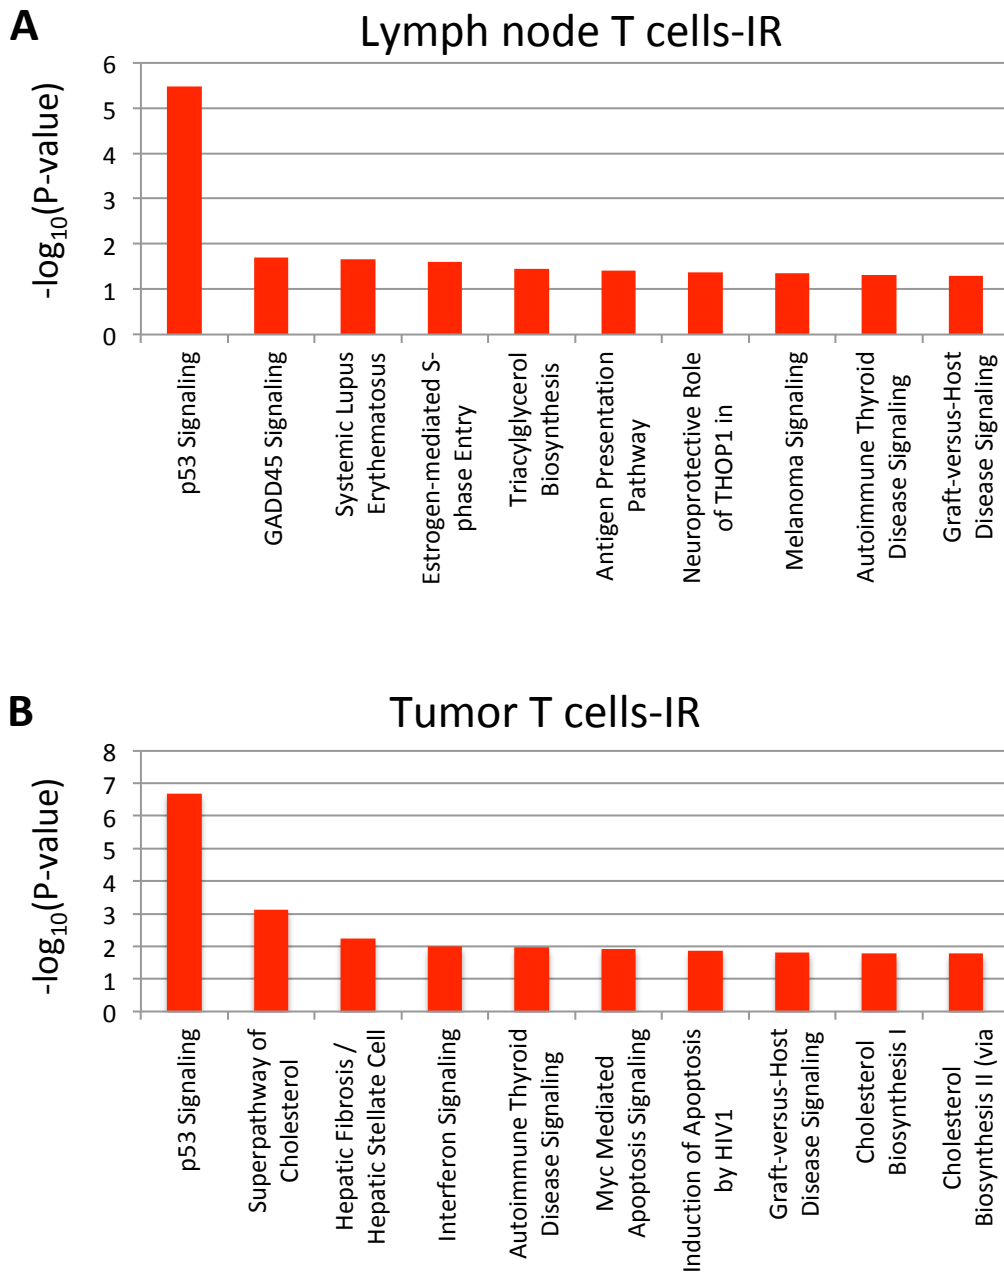 A
Lymph node T cells-IR
-log10(P-value)
6
5
4
3
2
1
0
p53 Signaling
GADD45 Signaling
Systemic Lupus
Erythematosus
Estrogen-mediated S-
phase Entry
Triacylglycerol
Biosynthesis
Antigen Presentation
Pathway
Neuroprotective Role
of THOP1 in
Melanoma Signaling
Autoimmune Thyroid
Disease Signaling
Graft-versus-Host
Disease Signaling
B
Tumor T cells-IR
-log10(P-value)
8
7
6
5
4
3
2
1
0
p53 Signaling
Superpathway of
Cholesterol
Hepatic Fibrosis /
Hepatic Stellate Cell
Interferon Signaling
Autoimmune Thyroid
Disease Signaling
Myc Mediated
Apoptosis Signaling
Induction of Apoptosis
by HIV1
Graft-versus-Host
Disease Signaling
Cholesterol
Biosynthesis I
Cholesterol
Biosynthesis II (via